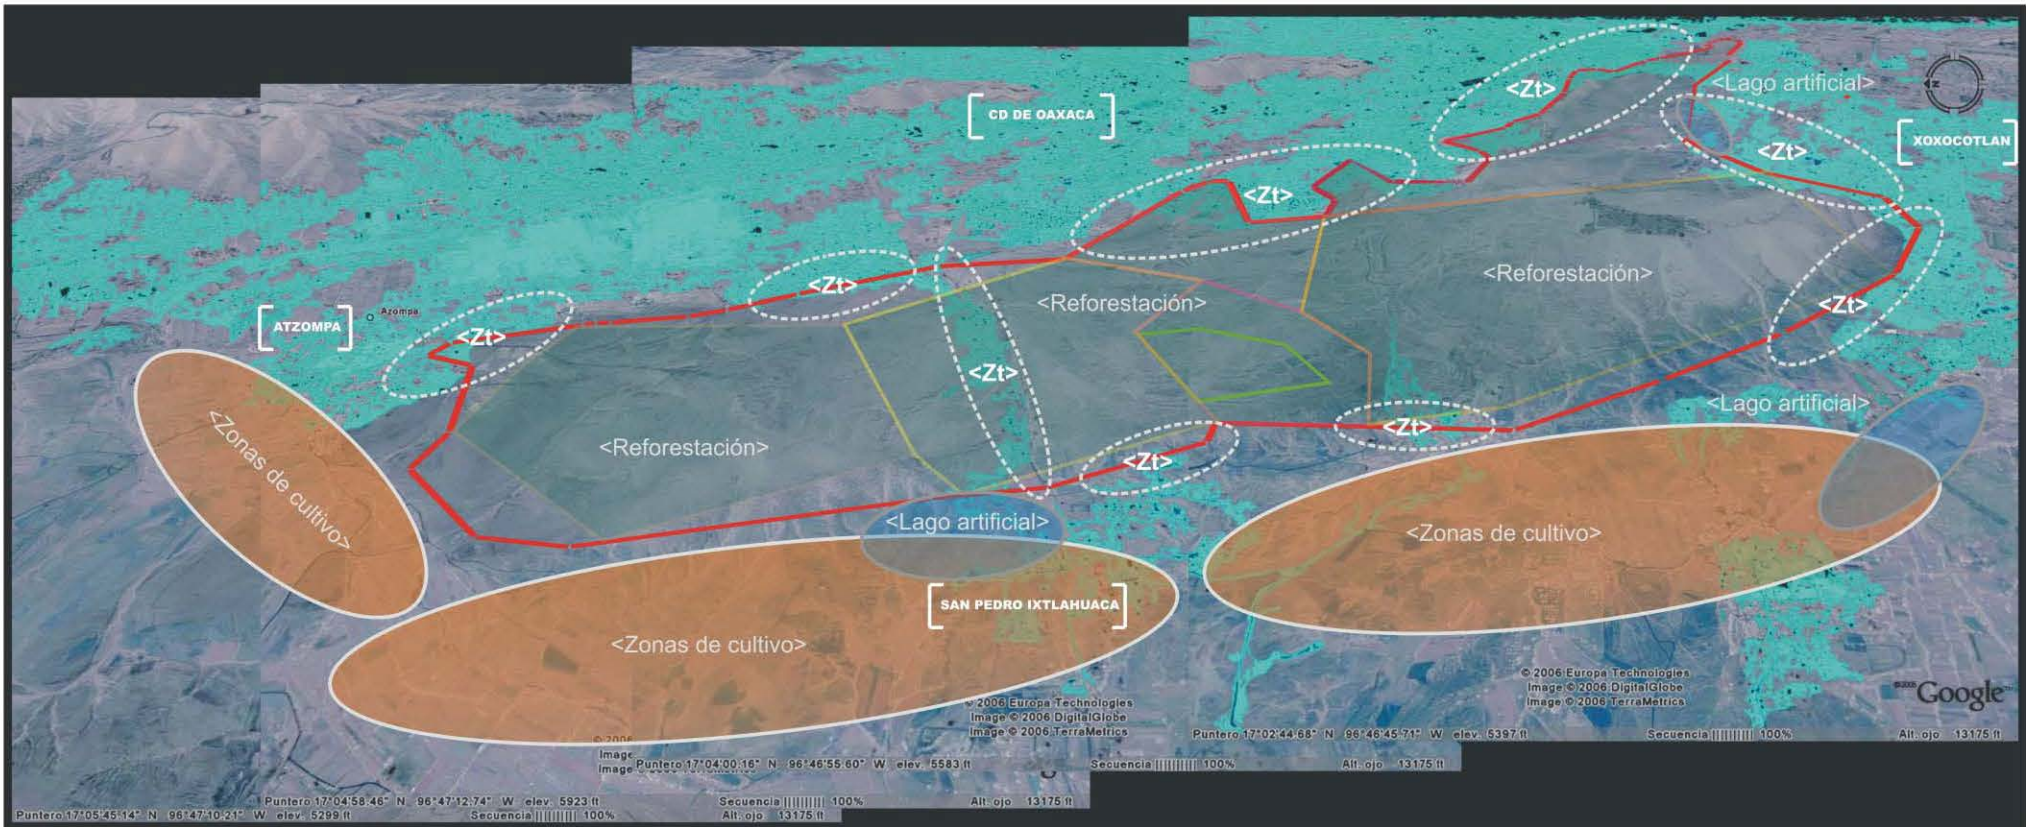 <Zt>
<Lago artificial>
CD DE OAXACA
XOXOCOTLAN
<Zt>
<Zt>
<Reforestación>
<Zt>
<Reforestación>
<Zt>
ATZOMPA
Azompa
<Zt>
<Zt>
<Lago artificial>
<Zt>
<Reforestación>
<Zt>
<Zonas de cultivo>
<Lago artificial>
<Zonas de cultivo>
SAN PEDRO IXTLAHUACA
<Zonas de cultivo>
© 2006 Europa Technologies
Image © 2006 DigitalGlobe
Image © 2006 TerraMetrics
Google
© 2006 Europa Technologies
Image © 2006 DigitalGlobe
Image © 2006 TerraMetrics
Puntero 17°02'44.68" N 96°46'45.71" W elev. 5397 ft Secuencia 100% Alt. ojo 13175 ft
© 2006
Image
Image
Puntero 17°04'00.16" N 96°46'55.60" W elev. 5583 ft Secuencia 100% Alt. ojo 13175 ft
Puntero 17°04'58.46" N 96°47'12.74" W elev. 5923 ft Secuencia 100% Alt. ojo 13175 ft
Puntero 17°05'45.14" N 96°47'10.21" W elev. 5299 ft Secuencia 100% Alt. ojo 13175 ft